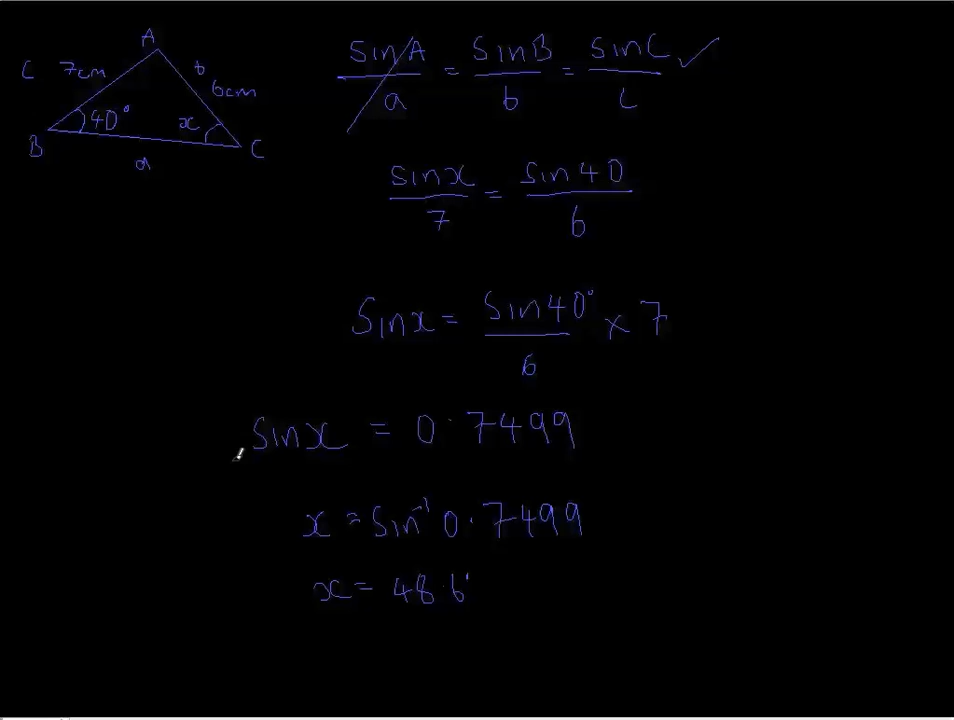 A
c 7cm b
6cm
40° x
B C
a
SinA/a = SinB/b = SinC/c ✓
Sinx/7 = Sin40/6
Sinx = Sin40°/6 × 7
Sinx = 0.7499
x = Sin⁻¹ 0.7499
x = 48.6°